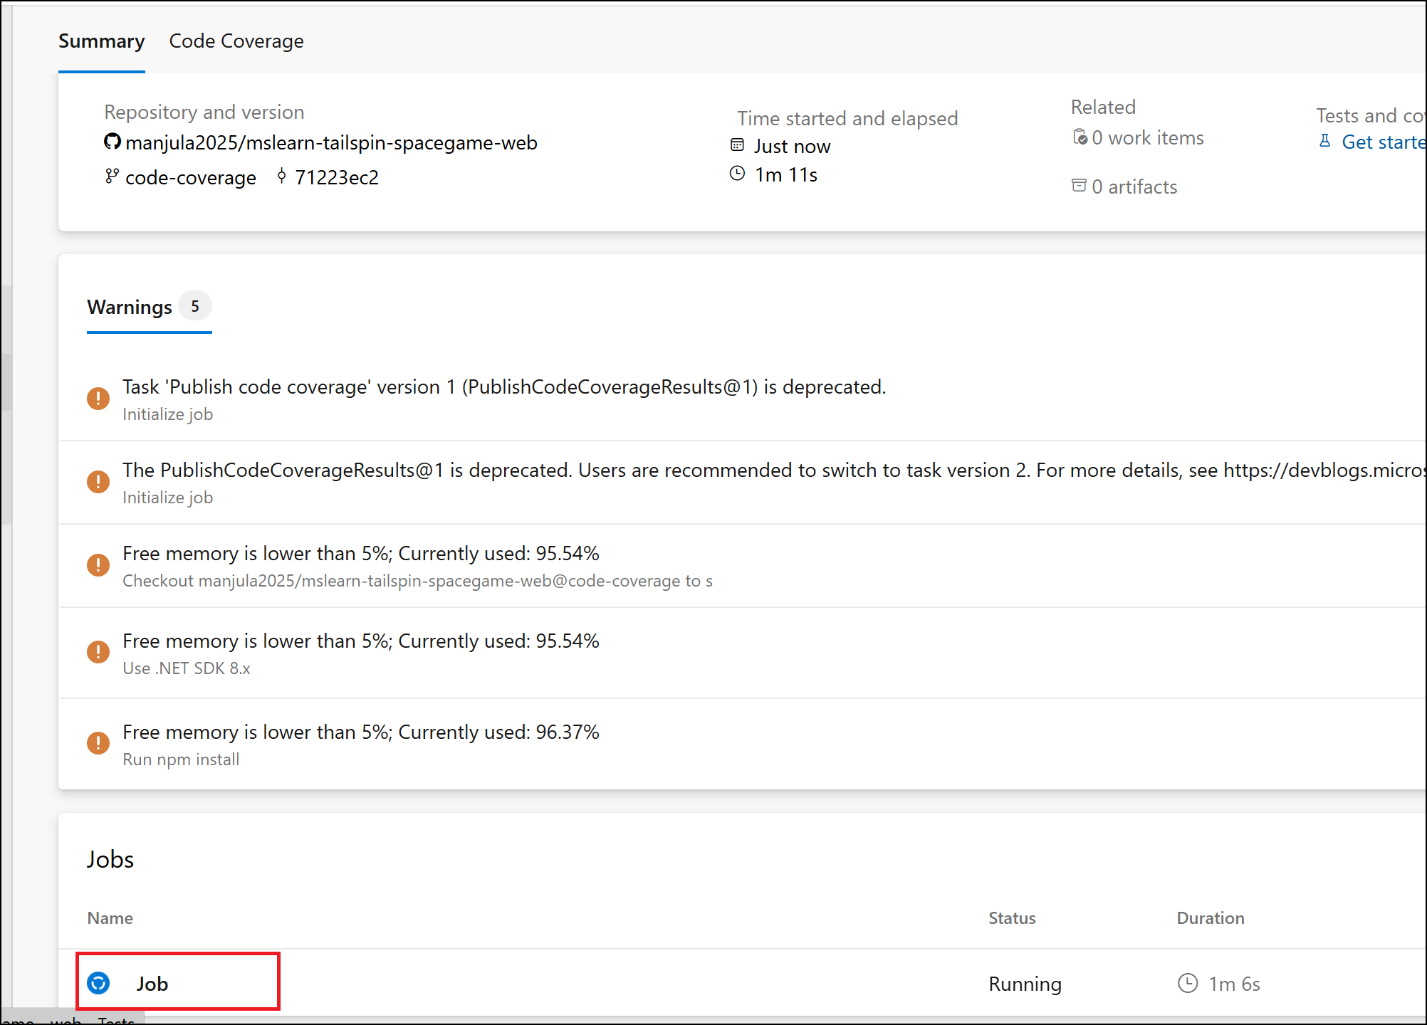 Summary Code Coverage
Repository and version
manjula2025/mslearn-tailspin-spacegame-web
code-coverage 71223ec2
Time started and elapsed
Just now
1m 11s
Related
0 work items
0 artifacts
Tests and co
Get starte
Warnings 5
Task 'Publish code coverage' version 1 (PublishCodeCoverageResults@1) is deprecated.
Initialize job
The PublishCodeCoverageResults@1 is deprecated. Users are recommended to switch to task version 2. For more details, see https://devblogs.micros
Initialize job
Free memory is lower than 5%; Currently used: 95.54%
Checkout manjula2025/mslearn-tailspin-spacegame-web@code-coverage to s
Free memory is lower than 5%; Currently used: 95.54%
Use .NET SDK 8.x
Free memory is lower than 5%; Currently used: 96.37%
Run npm install
Jobs
Name Status Duration
Job Running 1m 6s